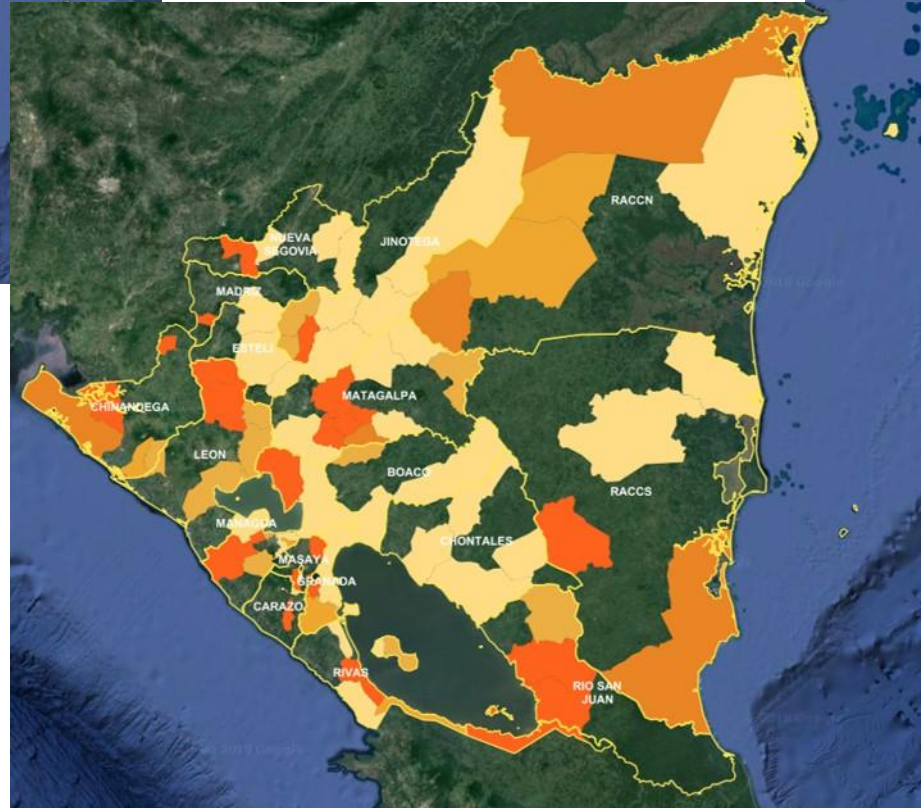 RACCN
NUEVA
SEGOVIA
JINOTEGA
MADRIZ
ESTELI
MATAGALPA
CHINANDEGA
LEON
BOACO
RACCS
MANAGUA
CHONTALES
MASAYA
GRANADA
CARAZO
RIVAS
RIO SAN
JUAN